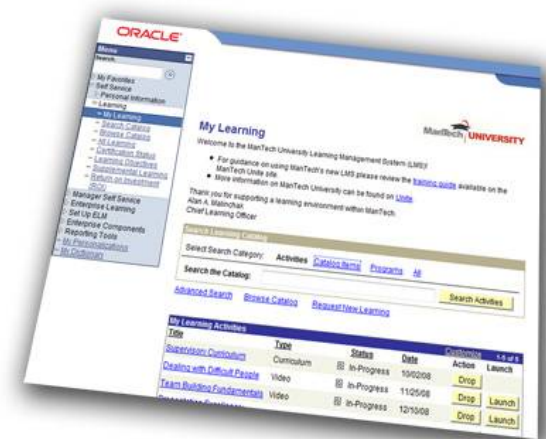 ORACLE
Menu
Search:
My Favorites
Self Service
Personal Information
Learning
My Learning
Search Catalog
Browse Catalog
All Learning
Certification Status
Learning Objectives
Supplemental Learning
Return on Investment
(ROI)
Manager Self Service
Enterprise Learning
Set Up ELM
Enterprise Components
Reporting Tools
My Personalizations
My Dictionary
ManTech UNIVERSITY
My Learning
Welcome to the ManTech University Learning Management System (LMS)!
For guidance on using ManTech's new LMS please review the training guide available on the
ManTech Unite site.
More information on ManTech University can be found on Unite.
Thank you for supporting a learning environment within ManTech.
Alan A. Malinchak
Chief Learning Officer
Search Learning Catalog
Select Search Category: Activities Catalog Items Programs All
Search the Catalog: Search Activities
Advanced Search Browse Catalog Request New Learning
My Learning Activities Customize 1-5 of 5
Title Type Status Date Action Launch
Supervisory Curriculum Curriculum In-Progress 10/02/08 Drop
Dealing with Difficult People Video In-Progress 11/25/08 Drop Launch
Team Building Fundamentals Video In-Progress 12/10/08 Drop Launch